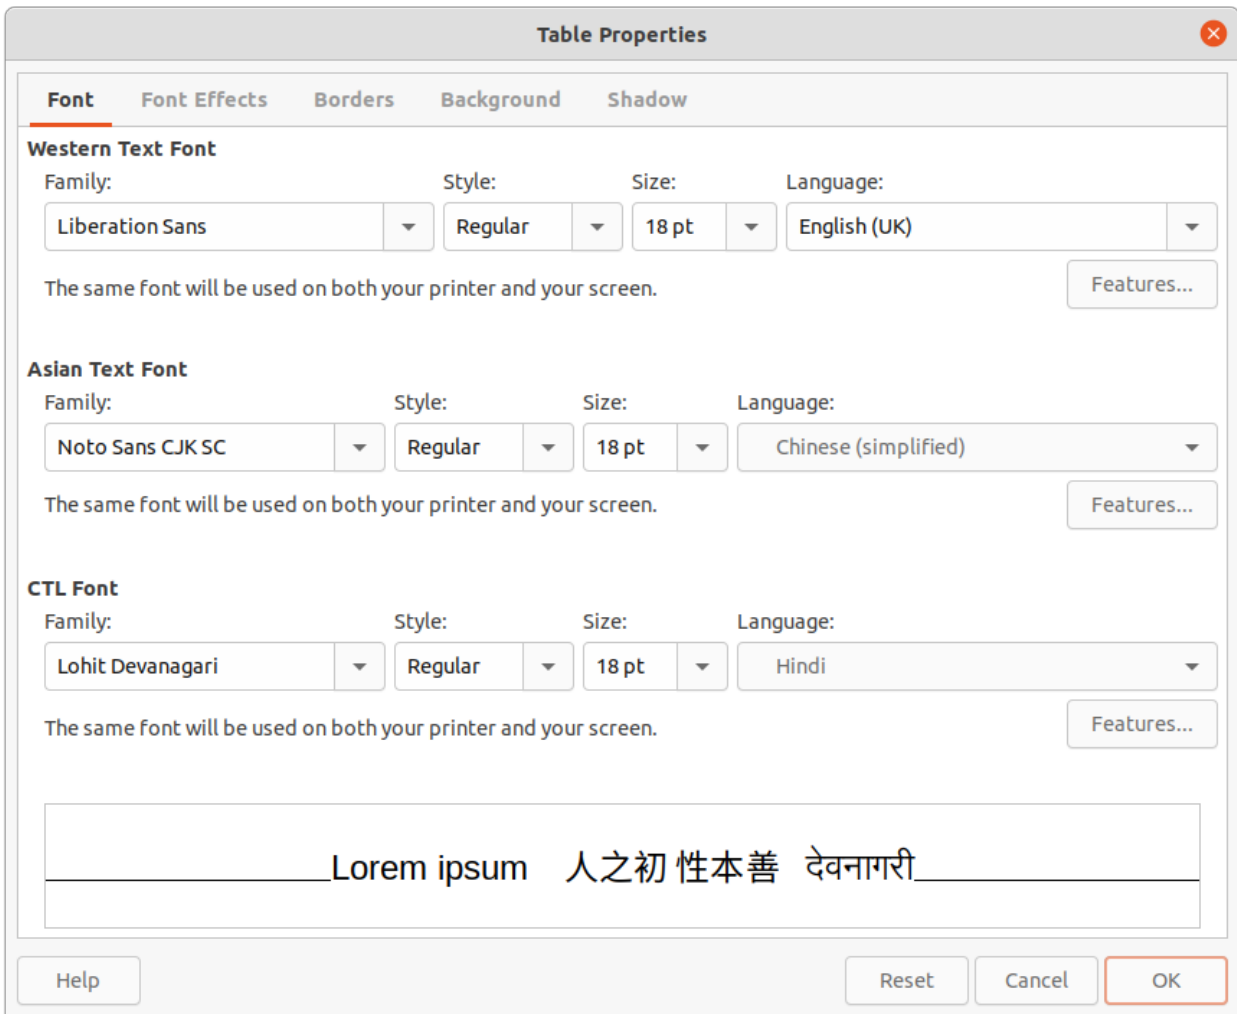 Table Properties
Font Font Effects Borders Background Shadow
Western Text Font
Family: Style: Size: Language:
Liberation Sans Regular 18 pt English (UK)
The same font will be used on both your printer and your screen. Features...
Asian Text Font
Family: Style: Size: Language:
Noto Sans CJK SC Regular 18 pt Chinese (simplified)
The same font will be used on both your printer and your screen. Features...
CTL Font
Family: Style: Size: Language:
Lohit Devanagari Regular 18 pt Hindi
The same font will be used on both your printer and your screen. Features...
Lorem ipsum 人之初 性本善 देवनागरी
Help Reset Cancel OK